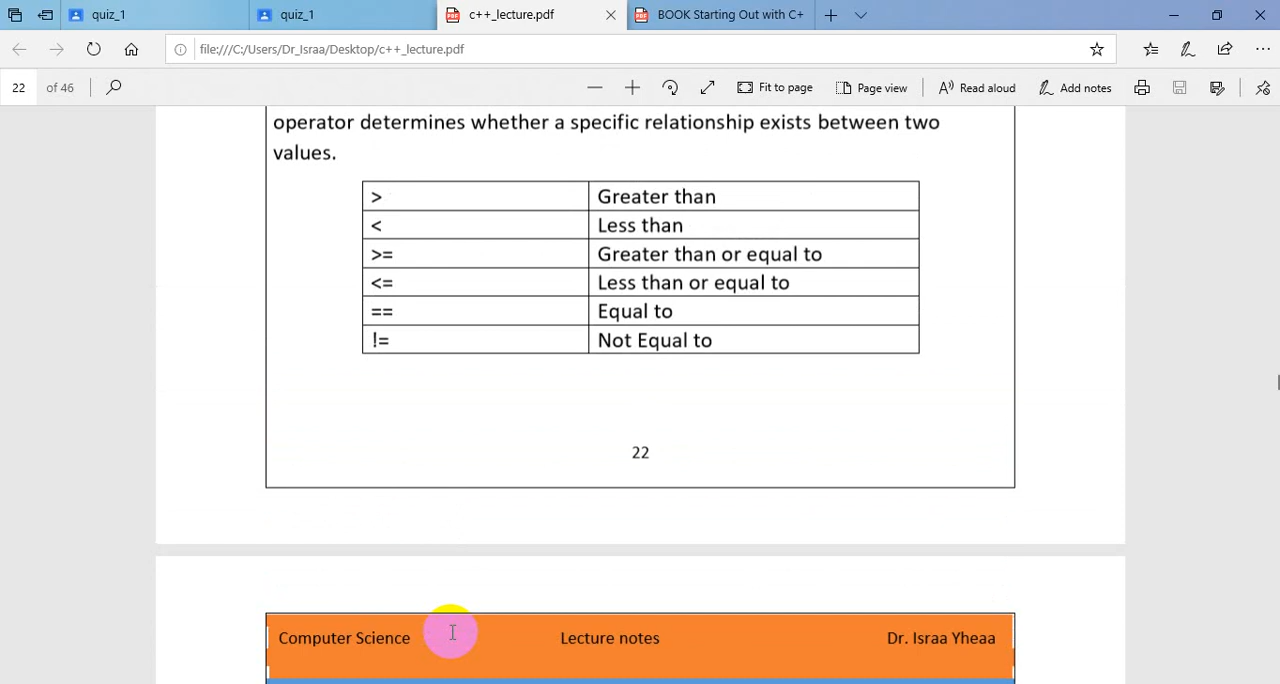 quiz_1
quiz_1
c++_lecture.pdf
BOOK Starting Out with C+
file:///C:/Users/Dr_Israa/Desktop/c++_lecture.pdf
22 of 46
Fit to page
Page view
Read aloud
Add notes
operator determines whether a specific relationship exists between two
values.
> Greater than
< Less than
>= Greater than or equal to
<= Less than or equal to
== Equal to
!= Not Equal to
22
Computer Science Lecture notes Dr. Israa Yheaa